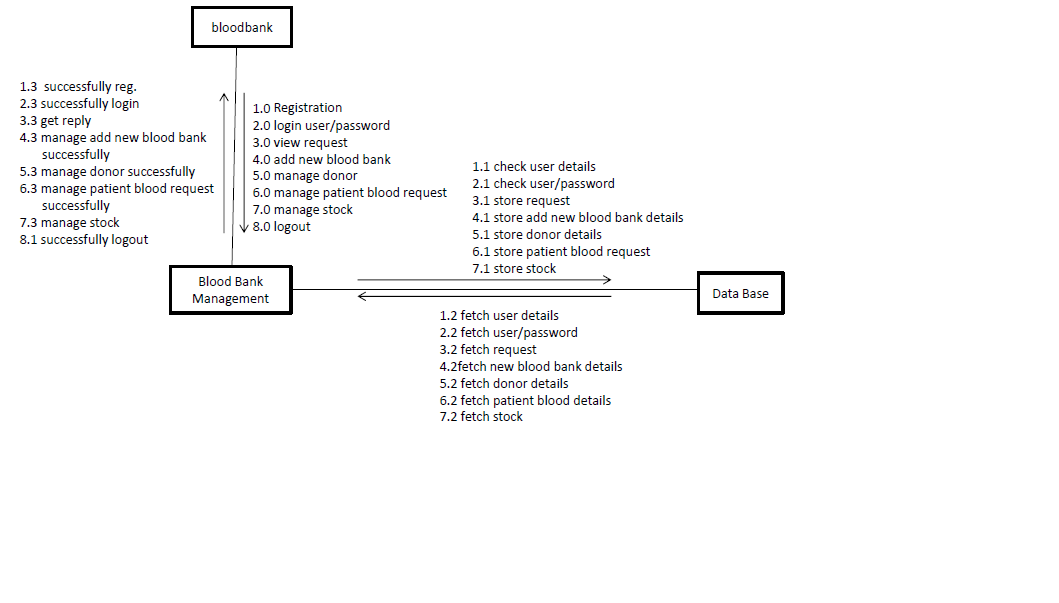 bloodbank
1.3  successfully reg.
2.3 successfully login
3.3 get reply
4.3 manage add new blood bank
successfully
5.3 manage donor successfully
6.3 manage patient blood request
successfully
7.3 manage stock
8.1 successfully logout
1.0 Registration
2.0 login user/password
3.0 view request
4.0 add new blood bank
5.0 manage donor
6.0 manage patient blood request
7.0 manage stock
8.0 logout
1.1 check user details
2.1 check user/password
3.1 store request
4.1 store add new blood bank details
5.1 store donor details
6.1 store patient blood request
7.1 store stock
Blood Bank
Management
Data Base
1.2 fetch user details
2.2 fetch user/password
3.2 fetch request
4.2fetch new blood bank details
5.2 fetch donor details
6.2 fetch patient blood details
7.2 fetch stock